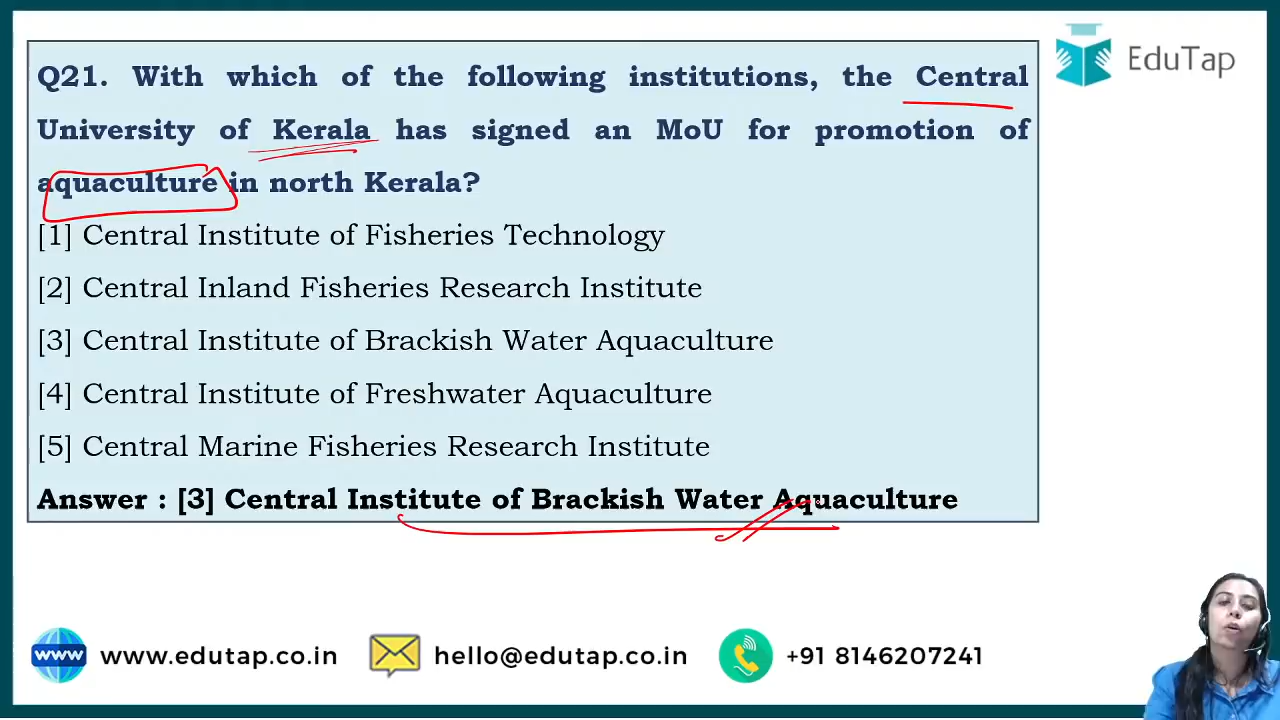 EduTap
Q21. With which of the following institutions, the Central
University of Kerala has signed an MoU for promotion of
aquaculture in north Kerala?
[1] Central Institute of Fisheries Technology
[2] Central Inland Fisheries Research Institute
[3] Central Institute of Brackish Water Aquaculture
[4] Central Institute of Freshwater Aquaculture
[5] Central Marine Fisheries Research Institute
Answer : [3] Central Institute of Brackish Water Aquaculture
www www.edutap.co.in hello@edutap.co.in +91 8146207241